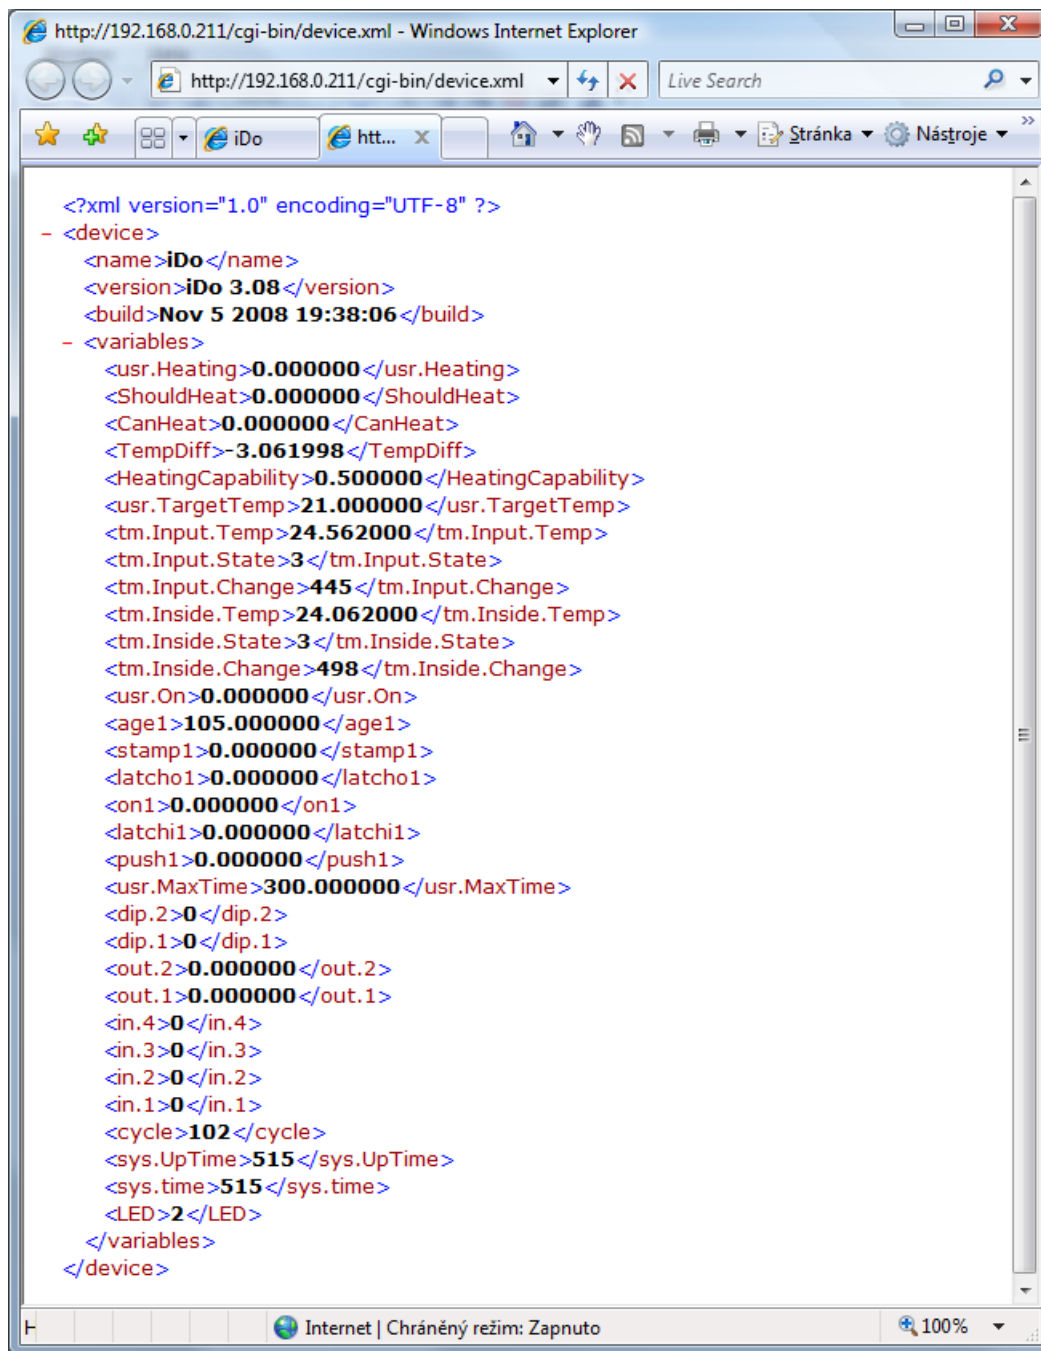 http://192.168.0.211/cgi-bin/device.xml - Windows Internet Explorer
http://192.168.0.211/cgi-bin/device.xml
Live Search
iDo
htt...
Stránka
Nástroje
<?xml version="1.0" encoding="UTF-8" ?>
- <device>
<name>iDo</name>
<version>iDo 3.08</version>
<build>Nov 5 2008 19:38:06</build>
- <variables>
<usr.Heating>0.000000</usr.Heating>
<ShouldHeat>0.000000</ShouldHeat>
<CanHeat>0.000000</CanHeat>
<TempDiff>-3.061998</TempDiff>
<HeatingCapability>0.500000</HeatingCapability>
<usr.TargetTemp>21.000000</usr.TargetTemp>
<tm.Input.Temp>24.562000</tm.Input.Temp>
<tm.Input.State>3</tm.Input.State>
<tm.Input.Change>445</tm.Input.Change>
<tm.Inside.Temp>24.062000</tm.Inside.Temp>
<tm.Inside.State>3</tm.Inside.State>
<tm.Inside.Change>498</tm.Inside.Change>
<usr.On>0.000000</usr.On>
<age1>105.000000</age1>
<stamp1>0.000000</stamp1>
<latcho1>0.000000</latcho1>
<on1>0.000000</on1>
<latchi1>0.000000</latchi1>
<push1>0.000000</push1>
<usr.MaxTime>300.000000</usr.MaxTime>
<dip.2>0</dip.2>
<dip.1>0</dip.1>
<out.2>0.000000</out.2>
<out.1>0.000000</out.1>
<in.4>0</in.4>
<in.3>0</in.3>
<in.2>0</in.2>
<in.1>0</in.1>
<cycle>102</cycle>
<sys.UpTime>515</sys.UpTime>
<sys.time>515</sys.time>
<LED>2</LED>
</variables>
</device>
Internet | Chráněný režim: Zapnuto
100%